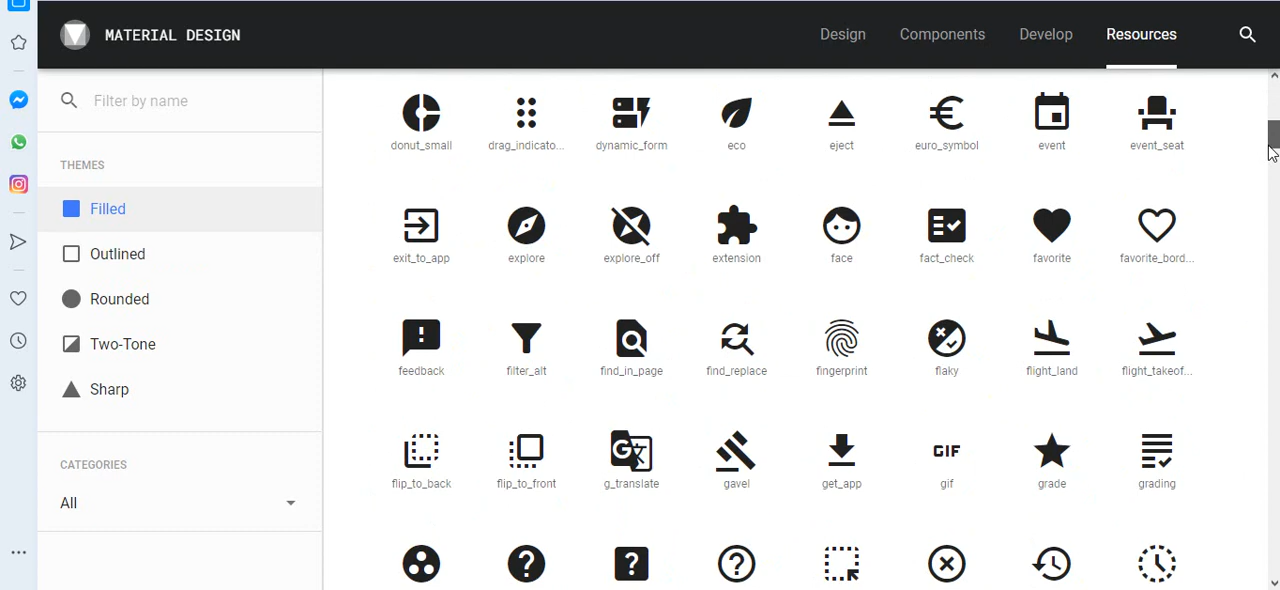 MATERIAL DESIGN
Design Components Develop Resources
Filter by name
THEMES
Filled
Outlined
Rounded
Two-Tone
Sharp
CATEGORIES
All
donut_small drag_indicato... dynamic_form eco eject euro_symbol event event_seat
exit_to_app explore explore_off extension face fact_check favorite favorite_bord...
feedback filter_alt find_in_page find_replace fingerprint flaky flight_land flight_takeof...
G 文 GIF
flip_to_back flip_to_front g_translate gavel get_app gif grade grading
? ? ?